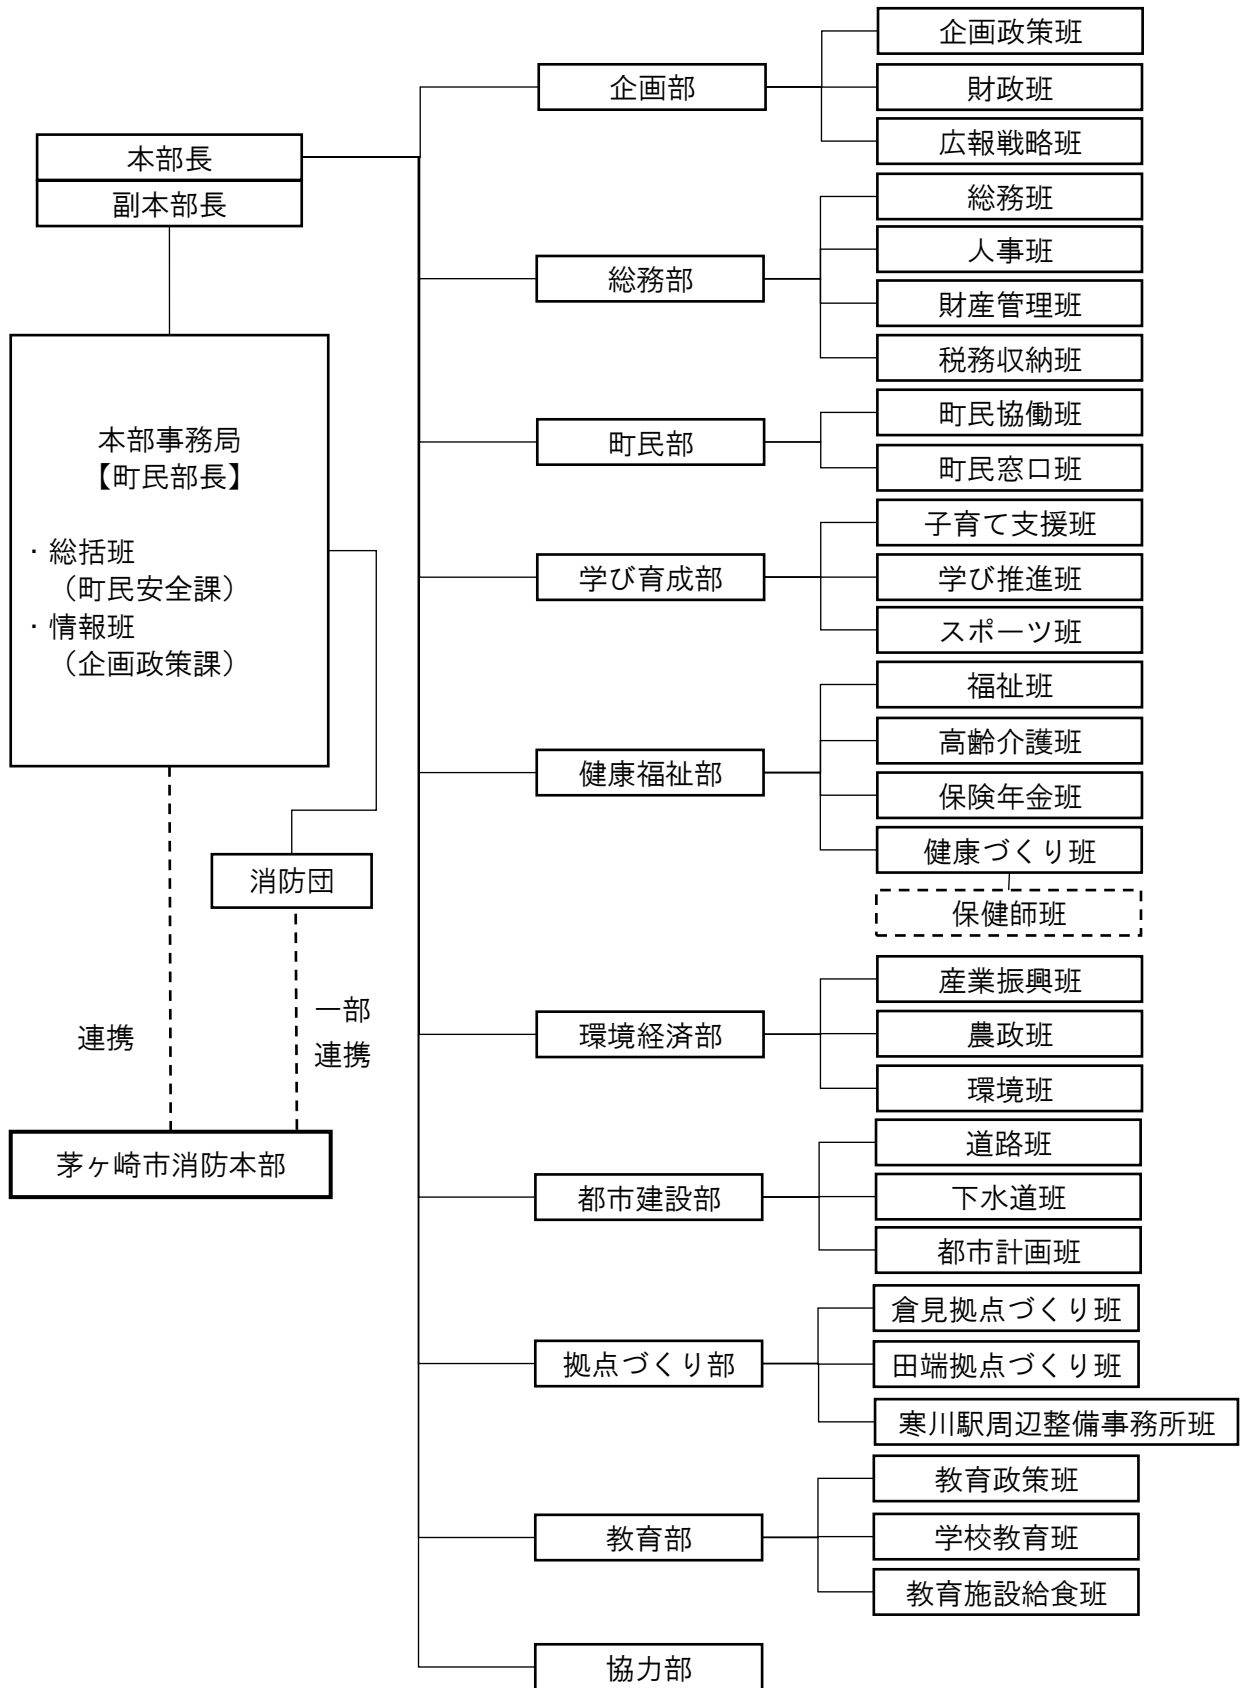 本部長
副本部長
本部事務局
【町民部長】
・総括班
（町民安全課）
・情報班
（企画政策課）
消防団
連携
一部
連携
茅ヶ崎市消防本部
企画部
企画政策班
財政班
広報戦略班
総務部
総務班
人事班
財産管理班
税務収納班
町民部
町民協働班
町民窓口班
学び育成部
子育て支援班
学び推進班
スポーツ班
健康福祉部
福祉班
高齢介護班
保険年金班
健康づくり班
保健師班
環境経済部
産業振興班
農政班
環境班
都市建設部
道路班
下水道班
都市計画班
拠点づくり部
倉見拠点づくり班
田端拠点づくり班
寒川駅周辺整備事務所班
教育部
教育政策班
学校教育班
教育施設給食班
協力部